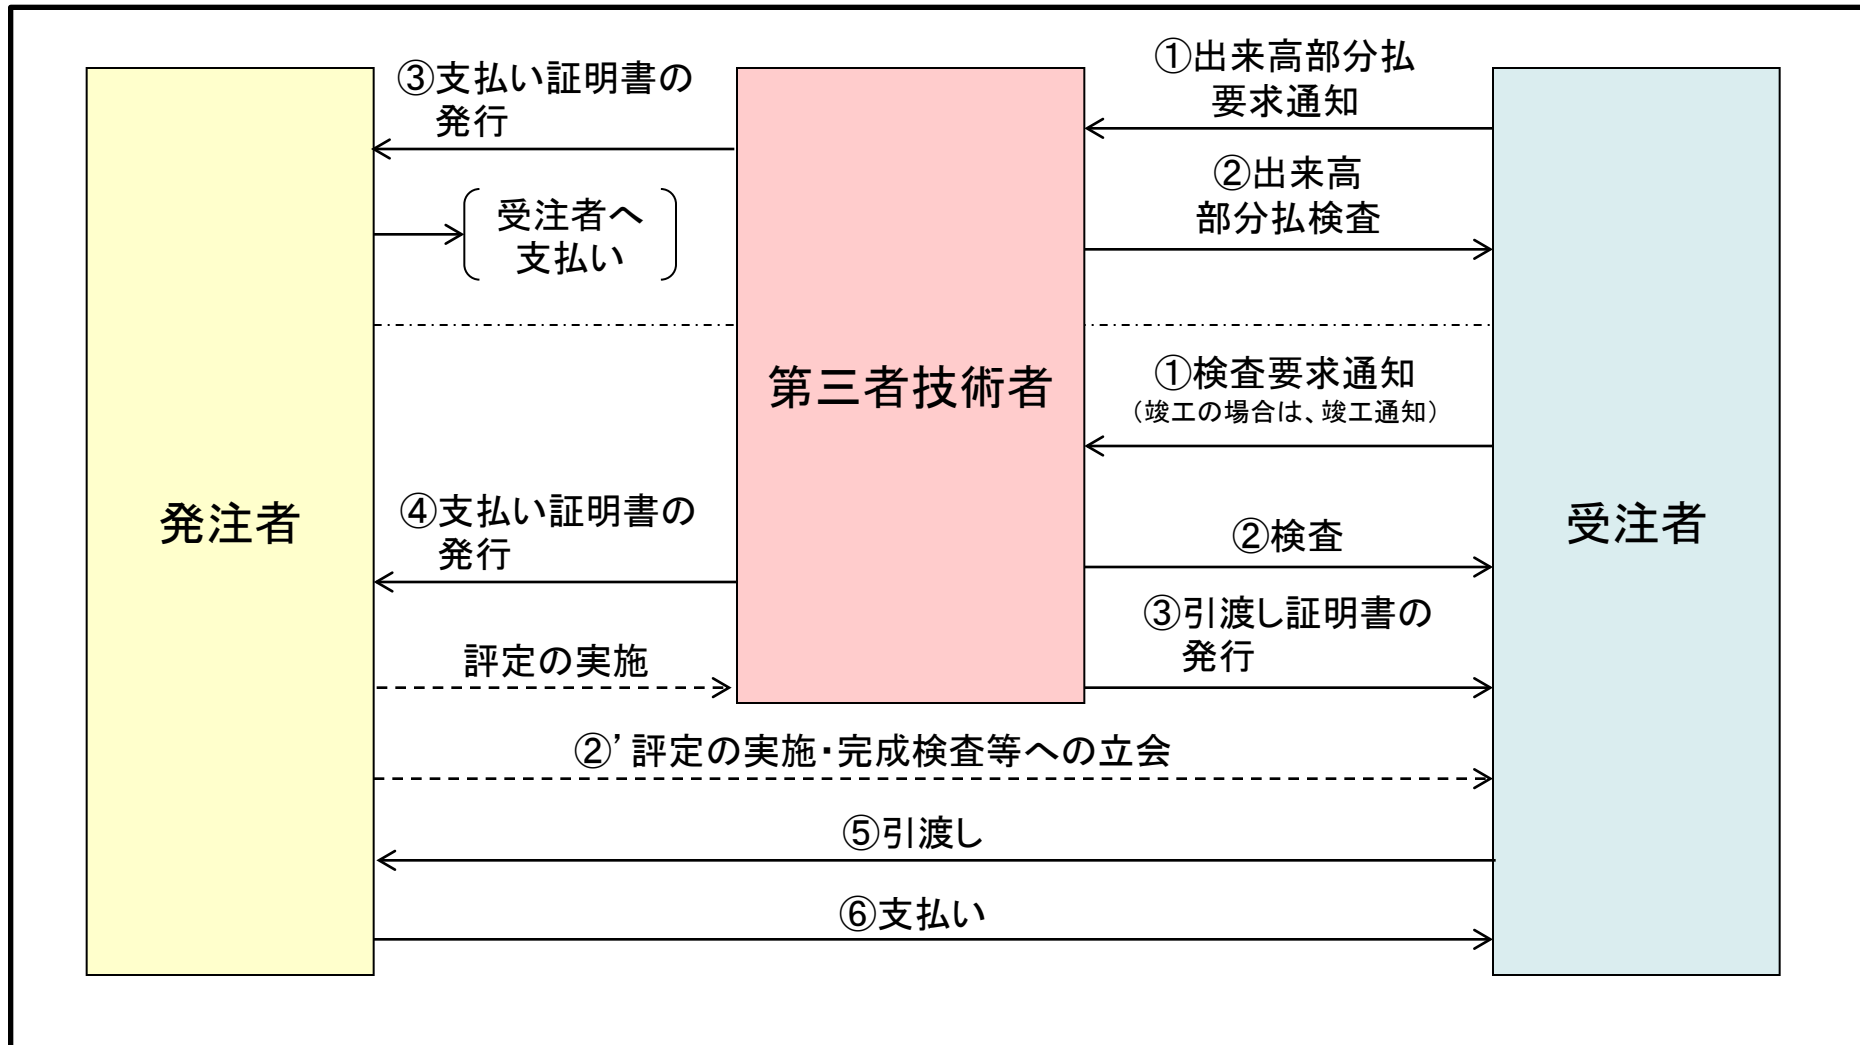 ①出来高部分払
要求通知
③支払い証明書の
発行
②出来高
部分払検査
受注者へ
支払い
第三者技術者
①検査要求通知
（竣工の場合は、竣工通知）
発注者
受注者
④支払い証明書の
発行
②検査
③引渡し証明書の
発行
評定の実施
②’評定の実施・完成検査等への立会
⑤引渡し
⑥支払い